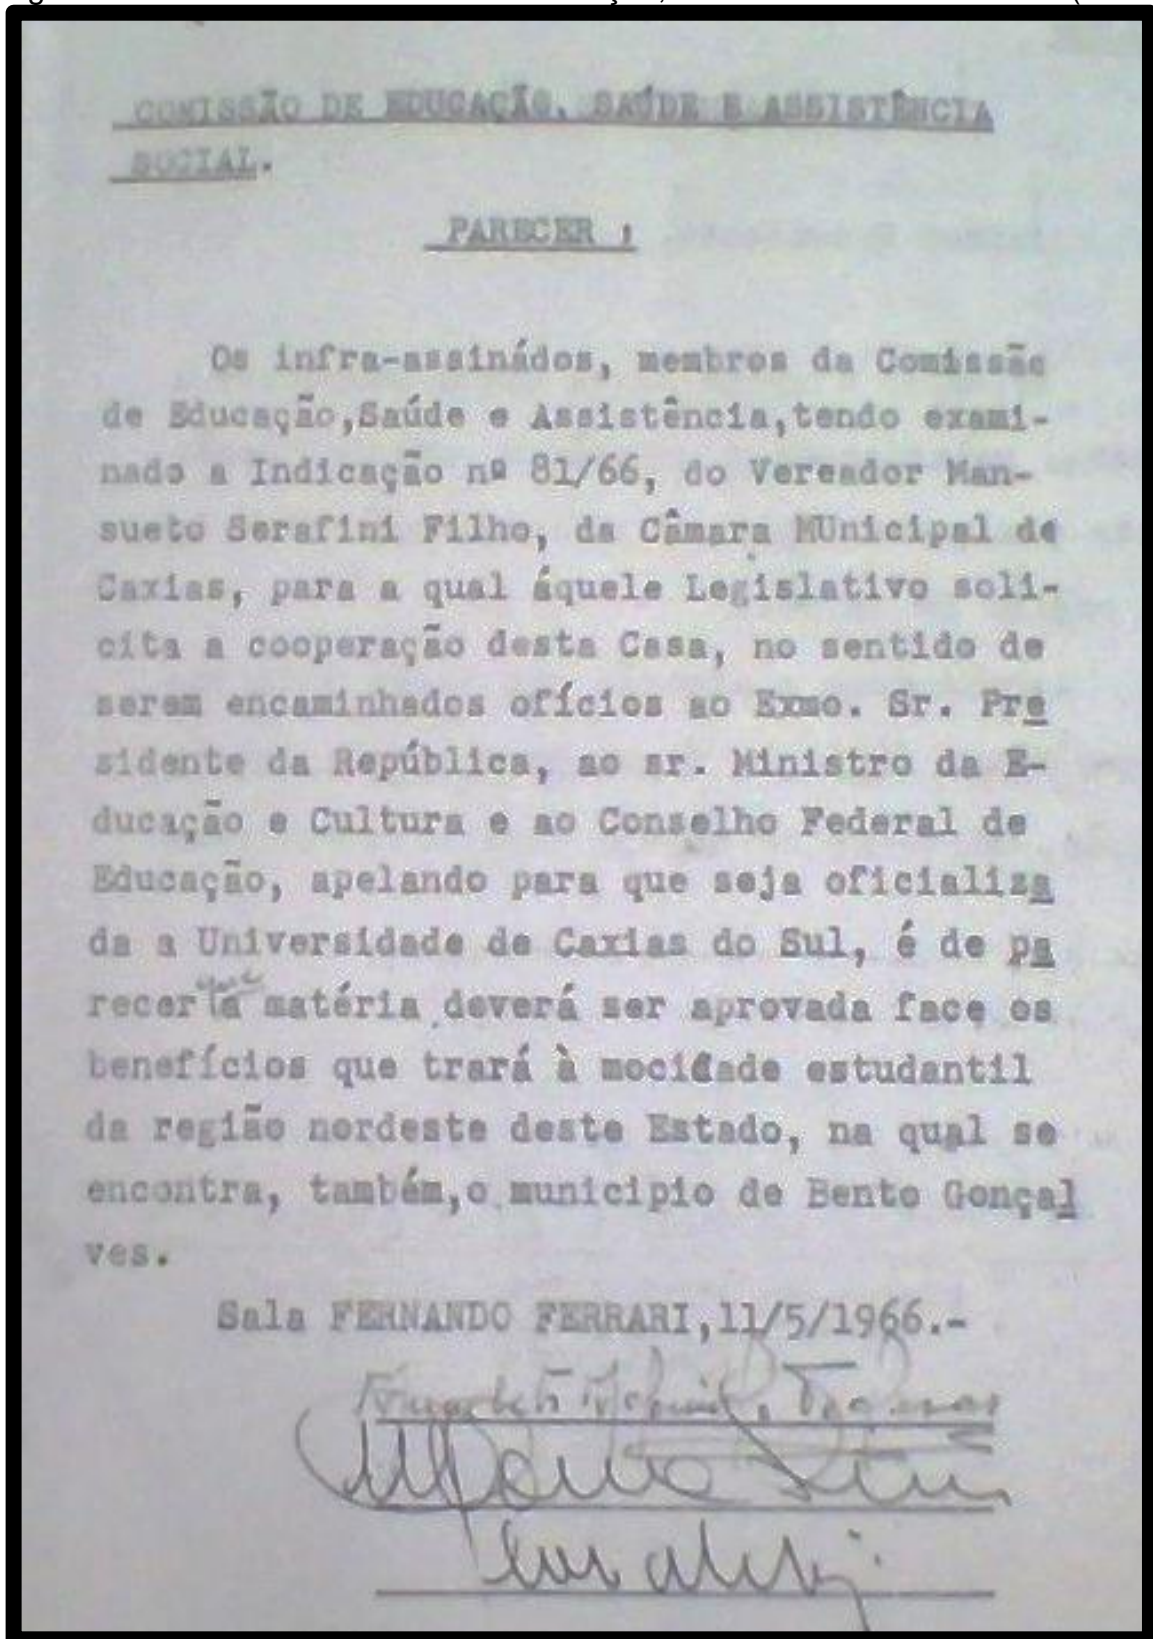 COMISSÃO DE EDUCAÇÃO, SAÚDE E ASSISTÊNCIA
SOCIAL.
PARECER :
Os infra-assinádos, membros da Comissão
de Educação,Saúde e Assistência,tendo exami-
nado a Indicação nº 81/66, do Vereador Man-
sueto Serafini Filho, da Câmara MUnicipal de
Caxias, para a qual áquele Legislativo soli-
cita a cooperação desta Casa, no sentido de
serem encaminhados ofícios ao Exmo. Sr. Pre
sidente da República, ao sr. Ministro da E-
ducação e Cultura e ao Conselho Federal de
Educação, apelando para que seja oficializa
da a Universidade de Caxias do Sul, é de pa
recer que a matéria deverá ser aprovada face os
benefícios que trará à mocidade estudantil
da região nordeste deste Estado, na qual se
encontra, também,o municipio de Bento Gonçal
ves.
Sala FERNANDO FERRARI,11/5/1966.-